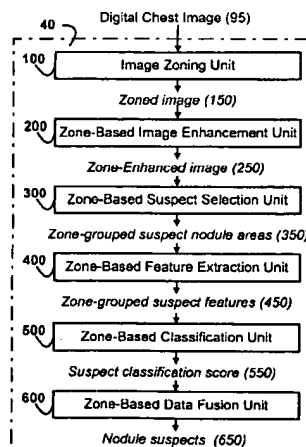 Digital Chest Image (95)
40
100
Image Zoning Unit
Zoned image (150)
200
Zone-Based Image Enhancement Unit
Zone-Enhanced image (250)
300
Zone-Based Suspect Selection Unit
Zone-grouped suspect nodule areas (350)
400
Zone-Based Feature Extraction Unit
Zone-grouped suspect features (450)
500
Zone-Based Classification Unit
Suspect classification score (550)
600
Zone-Based Data Fusion Unit
Nodule suspects (650)